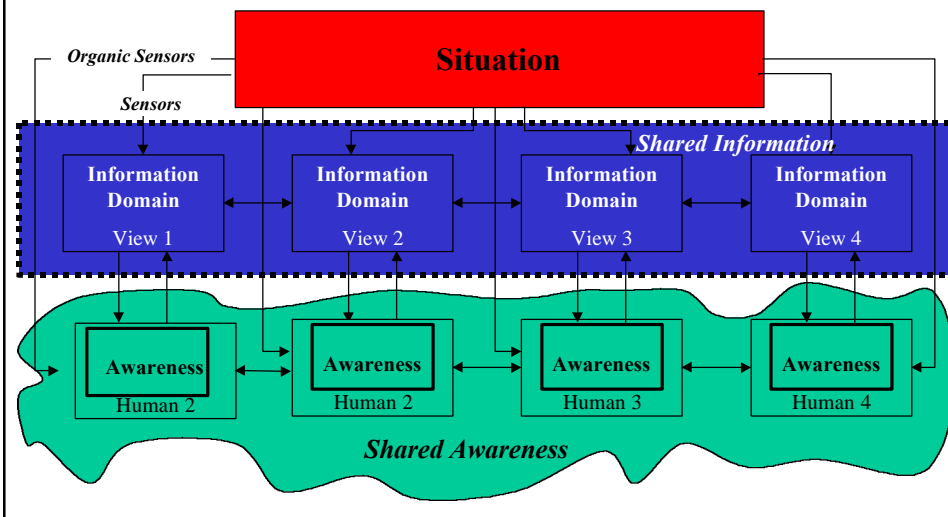 Organic Sensors
Situation
Sensors
Shared Information
Information
Domain
View 1
Information
Domain
View 2
Information
Domain
View 3
Information
Domain
View 4
Awareness
Human 2
Awareness
Human 2
Awareness
Human 3
Awareness
Human 4
Shared Awareness